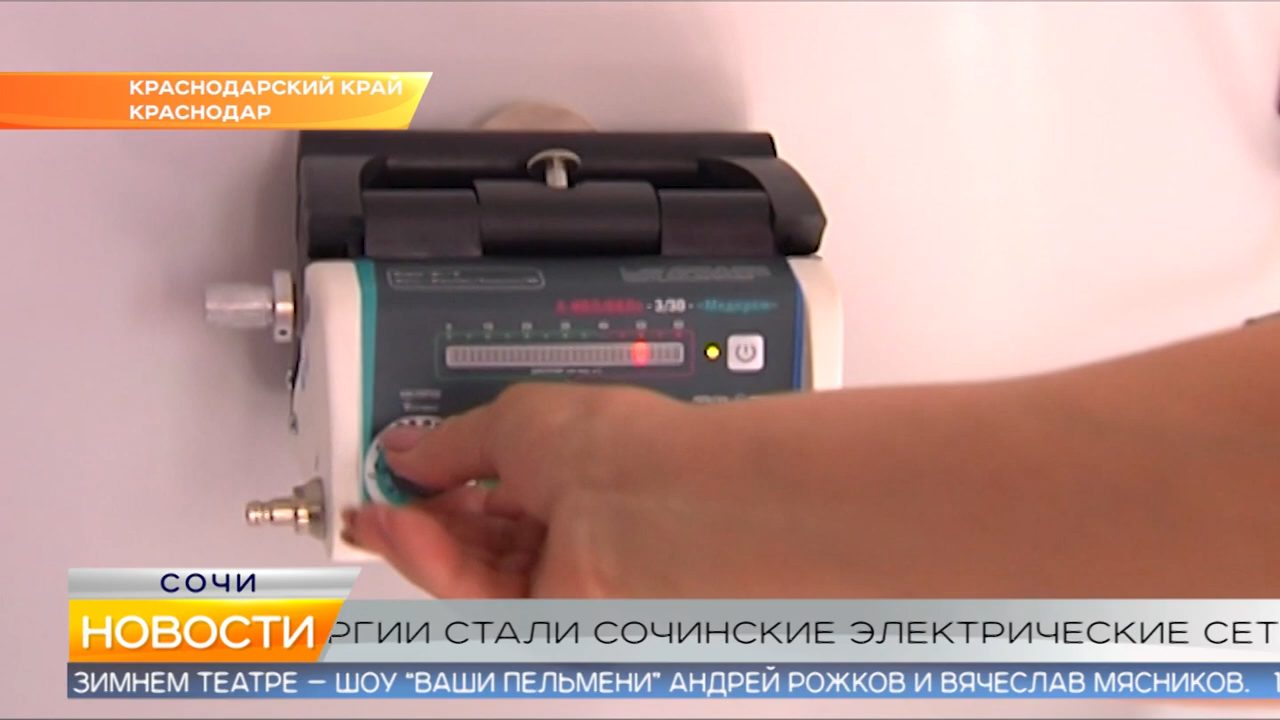 КРАСНОДАРСКИЙ КРАЙ
КРАСНОДАР
- 3/30 -
СОЧИ
НОВОСТИ
РГИИ СТАЛИ СОЧИНСКИЕ ЭЛЕКТРИЧЕСКИЕ СЕТ
ЗИМНЕМ ТЕАТРЕ – ШОУ "ВАШИ ПЕЛЬМЕНИ" АНДРЕЙ РОЖКОВ И ВЯЧЕСЛАВ МЯСНИКОВ.